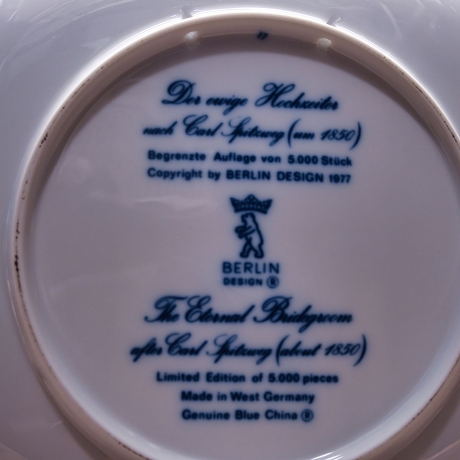 Der ewige Hochzeiter
nach Carl Spitzweg (um 1850)
Begrenzte Auflage von 5.000 Stück
Copyright by BERLIN DESIGN 1977
BERLIN
DESIGN ®
The Eternal Bridegroom
after Carl Spitzweg (about 1850)
Limited Edition of 5.000 pieces
Made in West Germany
Genuine Blue China ®